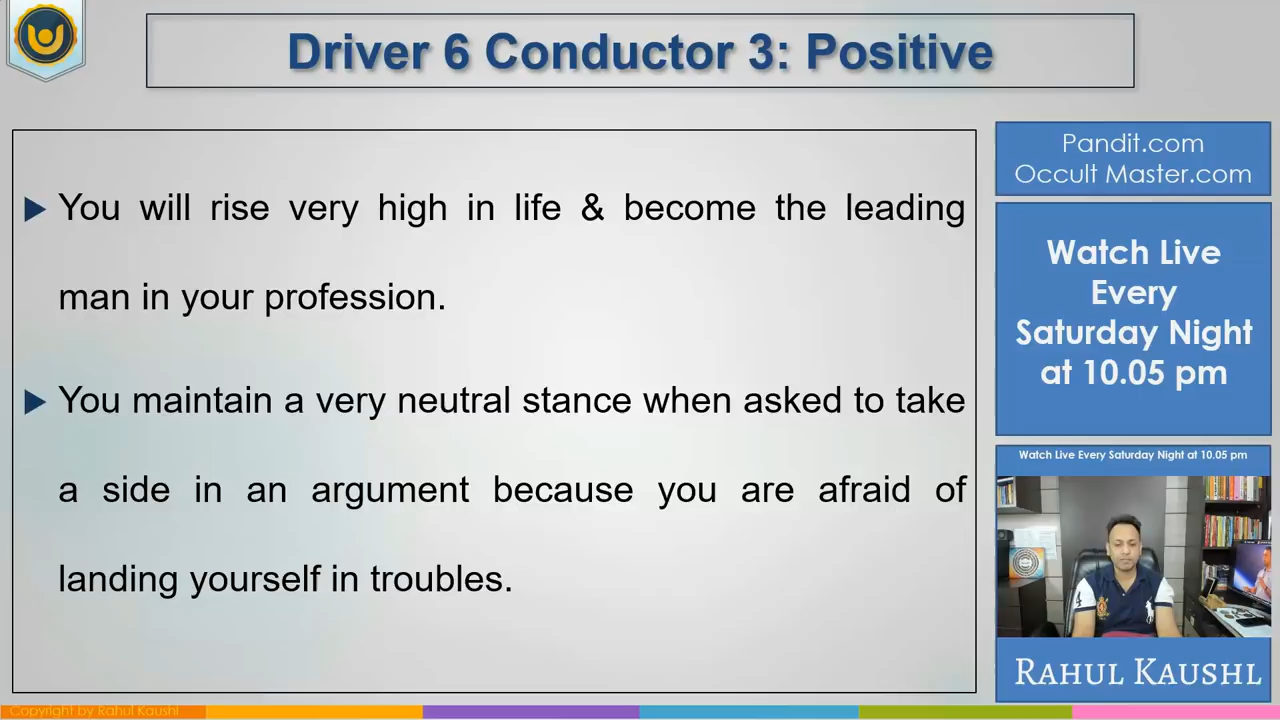 Driver 6 Conductor 3: Positive
You will rise very high in life & become the leading
man in your profession.
You maintain a very neutral stance when asked to take
a side in an argument because you are afraid of
landing yourself in troubles.
Pandit.com
Occult Master.com
Watch Live
Every
Saturday Night
at 10.05 pm
Watch Live Every Saturday Night at 10.05 pm
4
Rahul Kaushl
Copyright by Rahul Kaushl